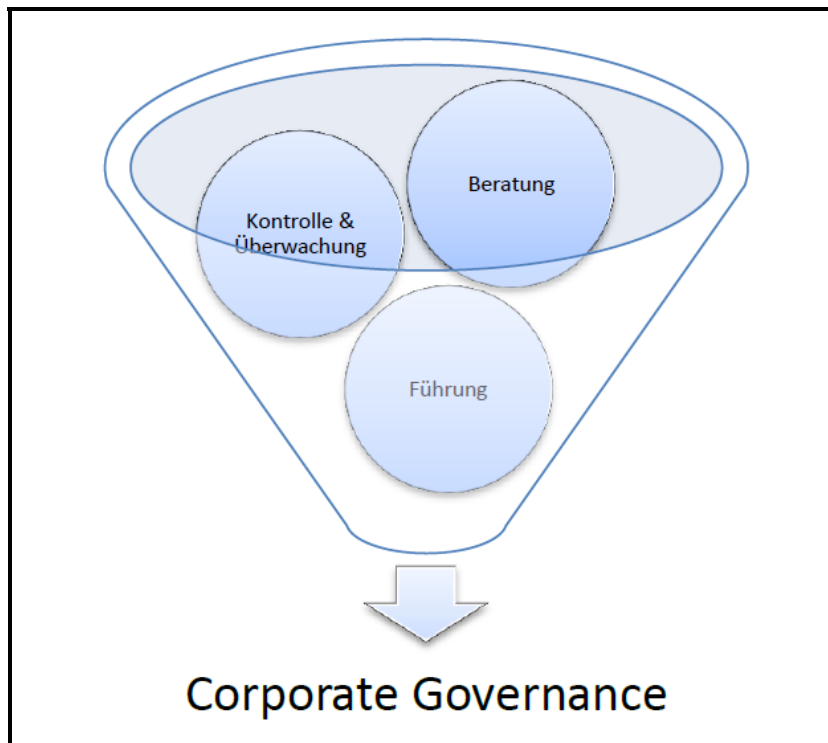 Beratung
Kontrolle &
Überwachung
Führung
Corporate Governance